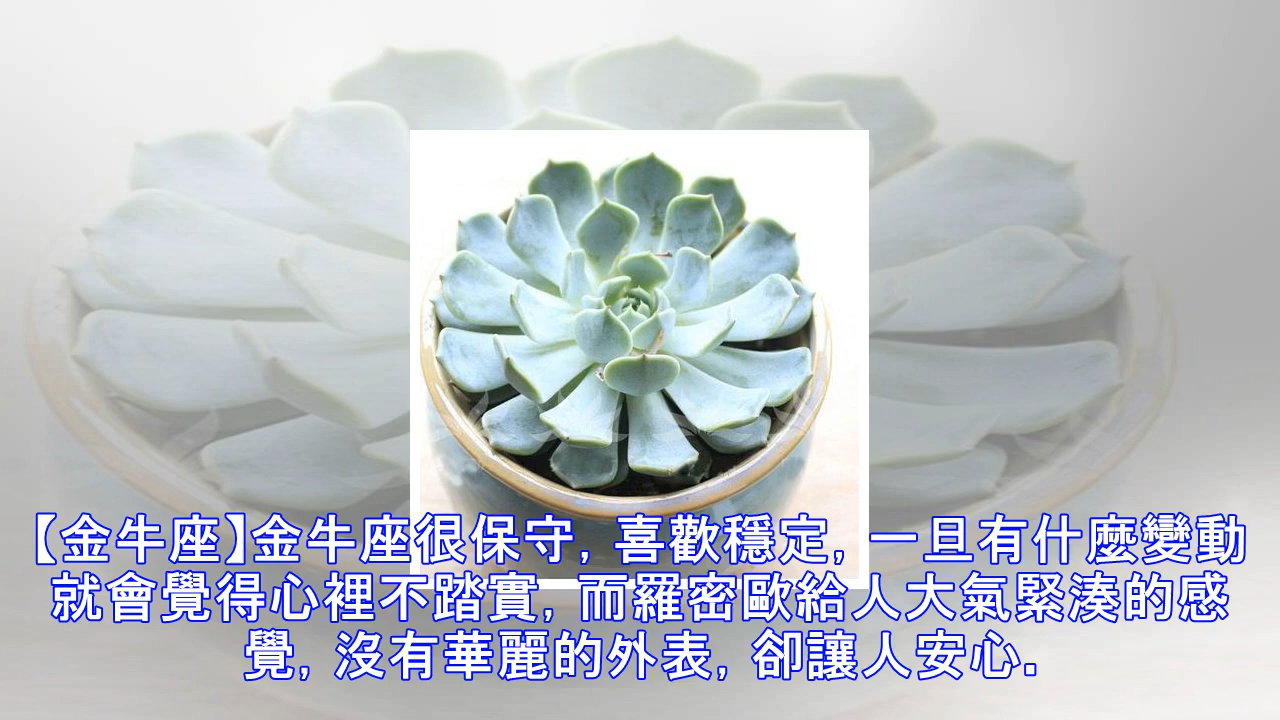 【金牛座】金牛座很保守, 喜歡穩定, 一旦有什麼變動
就會覺得心裡不踏實, 而羅密歐給人大氣緊湊的感
覺, 沒有華麗的外表, 卻讓人安心.